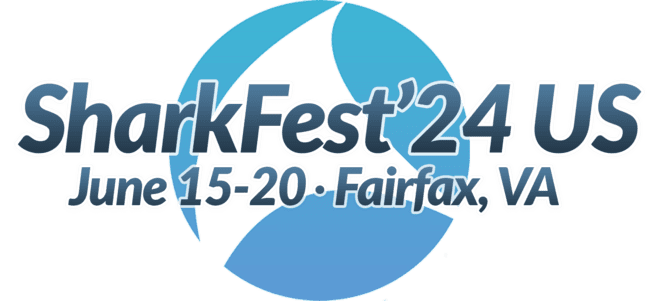 SharkFest’24 US
June 15-20 · Fairfax, VA